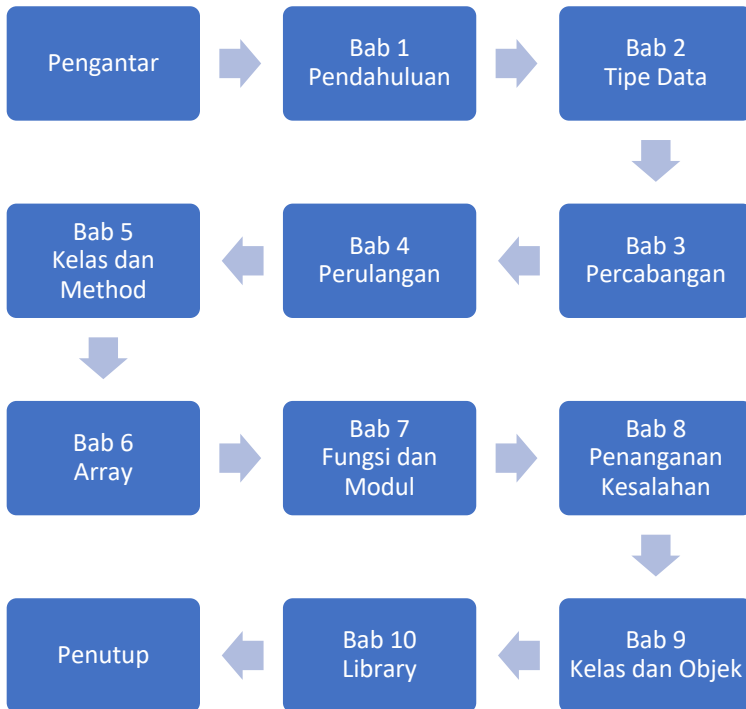 Pengantar
Bab 1
Pendahuluan
Bab 2
Tipe Data
Bab 3
Percabangan
Bab 4
Perulangan
Bab 5
Kelas dan
Method
Bab 6
Array
Bab 7
Fungsi dan
Modul
Bab 8
Penanganan
Kesalahan
Bab 9
Kelas dan Objek
Bab 10
Library
Penutup